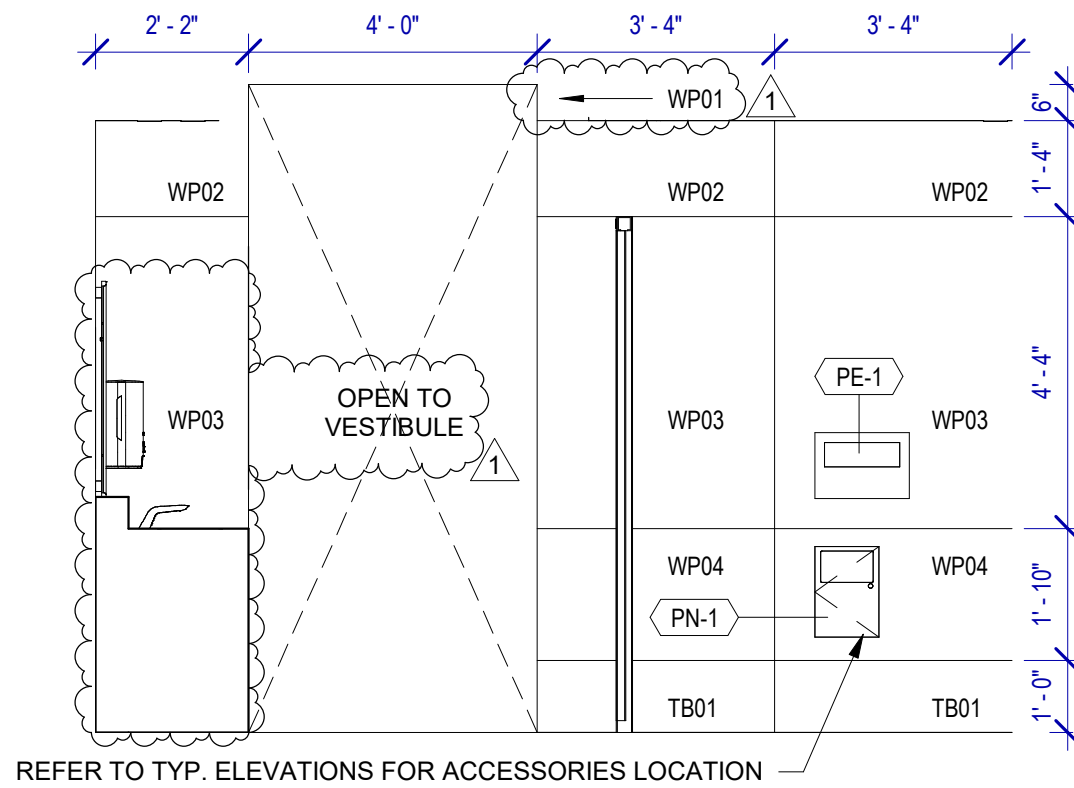 2' - 2" 4' - 0" 3' - 4" 3' - 4"
WP01 1 6"
WP02 WP02 WP02 1' - 4"
PE-1 4' - 4"
OPEN TO
VESTIBULE
WP03 WP03 WP03
1
WP04 WP04 1' - 10"
PN-1
TB01 TB01 1' - 0"
REFER TO TYP. ELEVATIONS FOR ACCESSORIES LOCATION